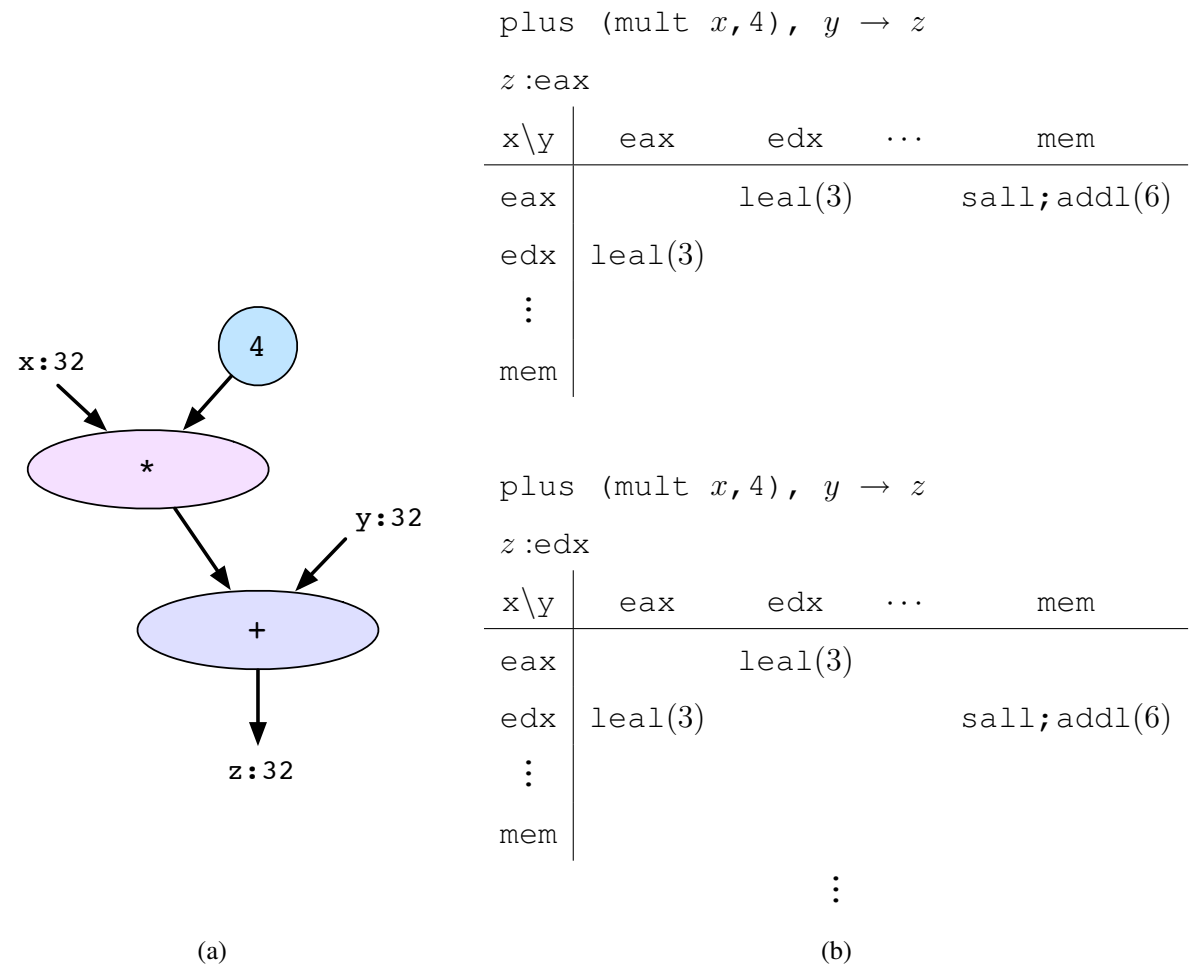 x:32
4
*
y:32
+
z:32
(a)
plus (mult x,4), y → z
z :eax
x\y eax edx ⋯ mem
eax leal(3) sall;addl(6)
edx leal(3)
⋮
mem
plus (mult x,4), y → z
z :edx
x\y eax edx ⋯ mem
eax leal(3)
edx leal(3) sall;addl(6)
⋮
mem
⋮
(b)